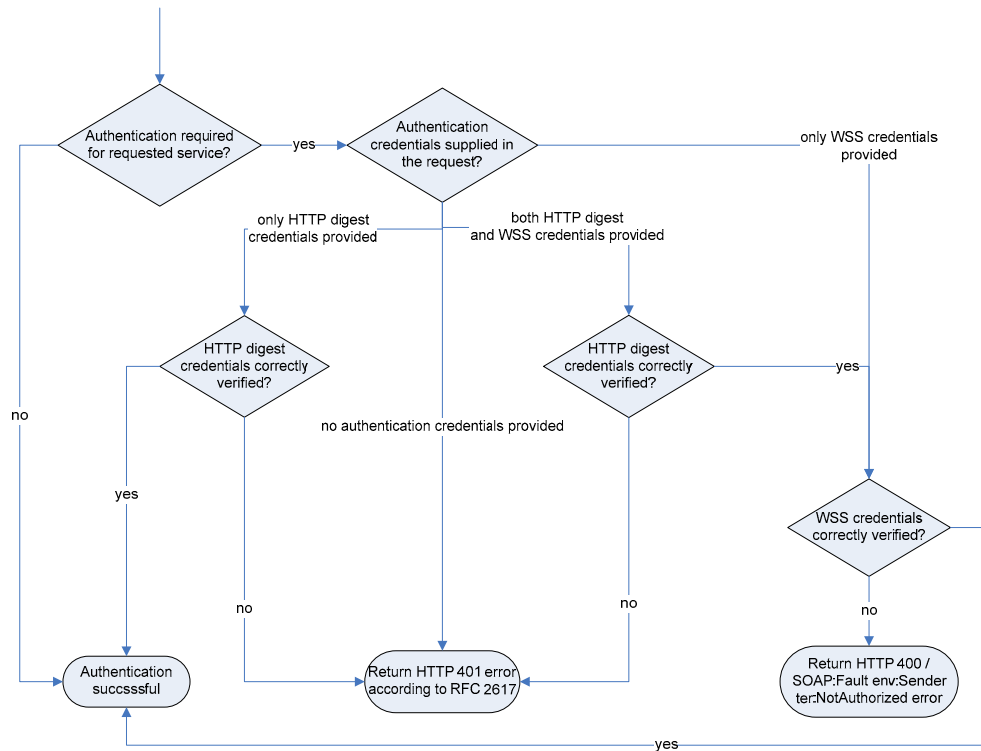 Authentication required
for requested service?
yes
Authentication
credentials supplied in
the request?
only WSS credentials
provided
only HTTP digest
credentials provided
both HTTP digest
and WSS credentials provided
HTTP digest
credentials correctly
verified?
HTTP digest
credentials correctly
verified?
yes
no
no authentication credentials provided
yes
WSS credentials
correctly verified?
no
no
no
Authentication
succsssful
Return HTTP 401 error
according to RFC 2617
Return HTTP 400 /
SOAP:Fault env:Sender
ter:NotAuthorized error
yes